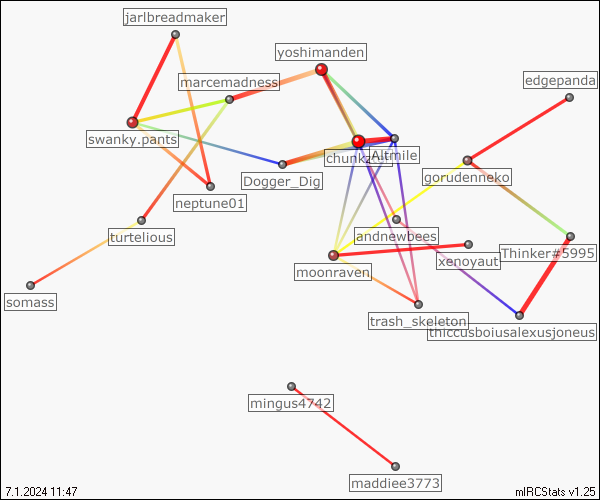 jarlbreadmaker
yoshimanden
marcemadness
edgepanda
swanky.pants
Altmile
Dogger_Dig
gorudenneko
neptune01
turtelious
andnewbees
Thinker#5995
xenoyaut
moonraven
somass
trash_skeleton
thiccusboiusalexusjoneus
mingus4742
maddiee3773
7.1.2024 11:47
mIRCStats v1.25